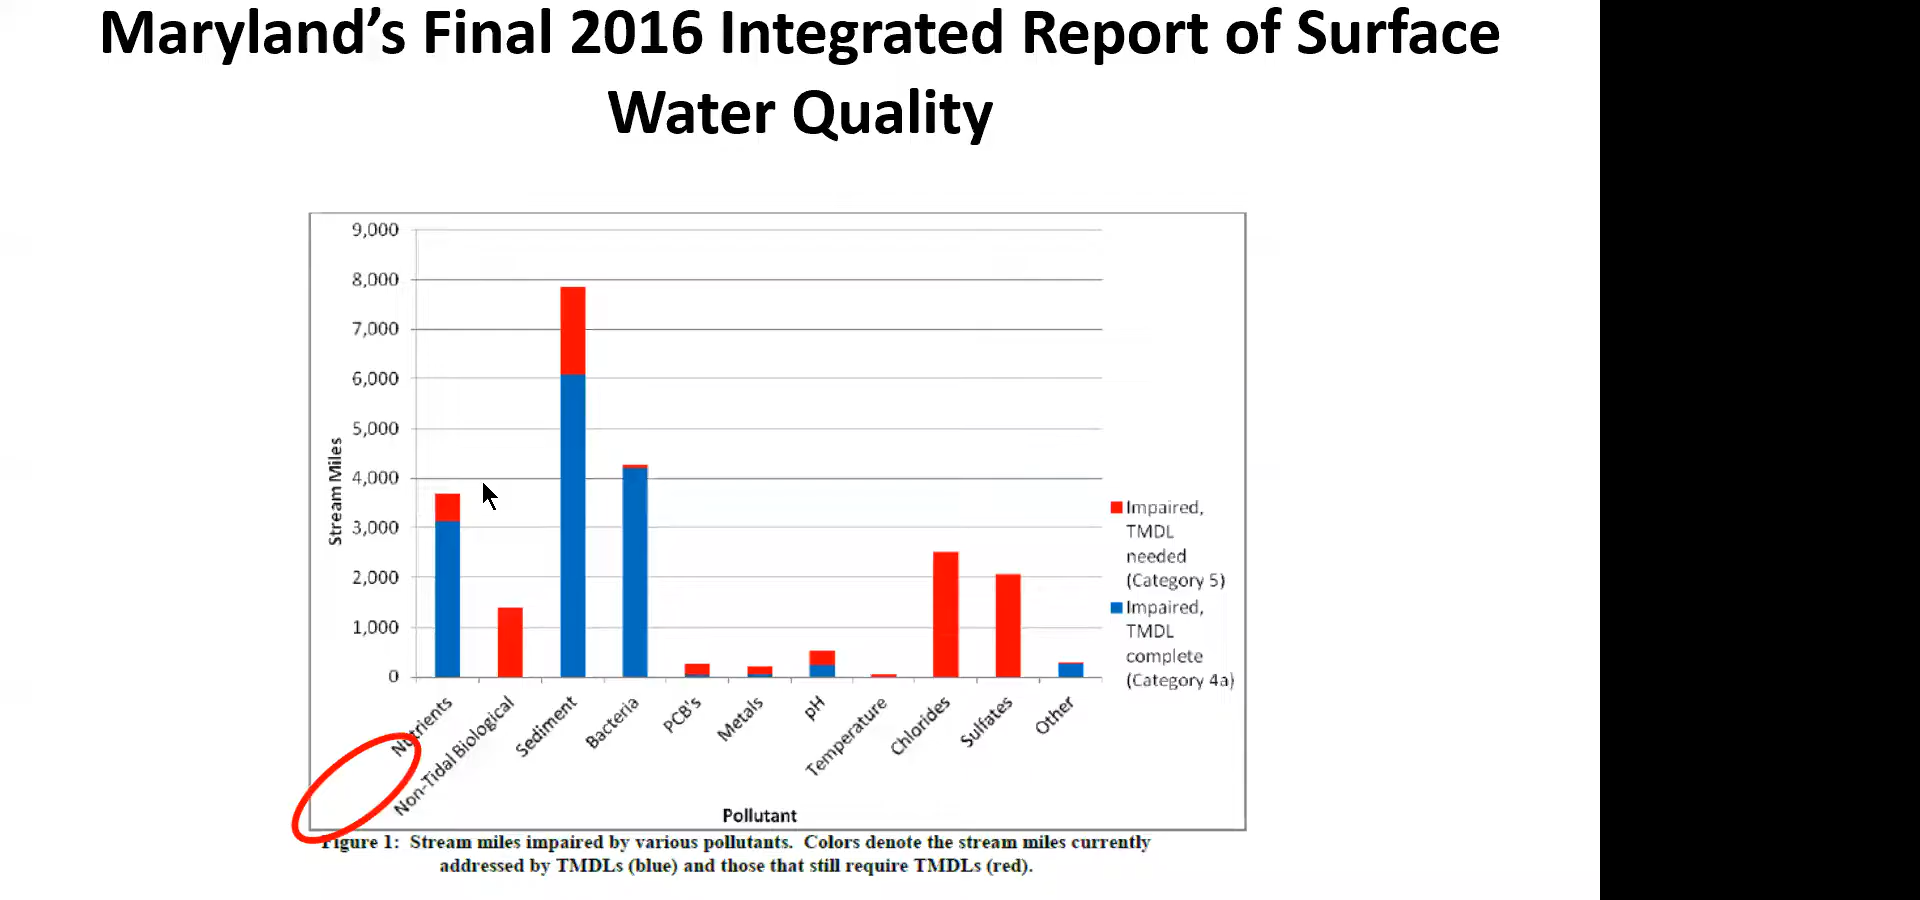 Maryland’s Final 2016 Integrated Report of Surface
Water Quality
9,000
8,000
7,000
6,000
5,000
4,000
3,000
2,000
1,000
0
Stream Miles
Nutrients
Non-Tidal Biological
Sediment
Bacteria
PCB's
Metals
pH
Temperature
Chlorides
Sulfates
Other
Pollutant
Impaired,
TMDL
needed
(Category 5)
Impaired,
TMDL
complete
(Category 4a)
Figure 1: Stream miles impaired by various pollutants. Colors denote the stream miles currently
addressed by TMDLs (blue) and those that still require TMDLs (red).